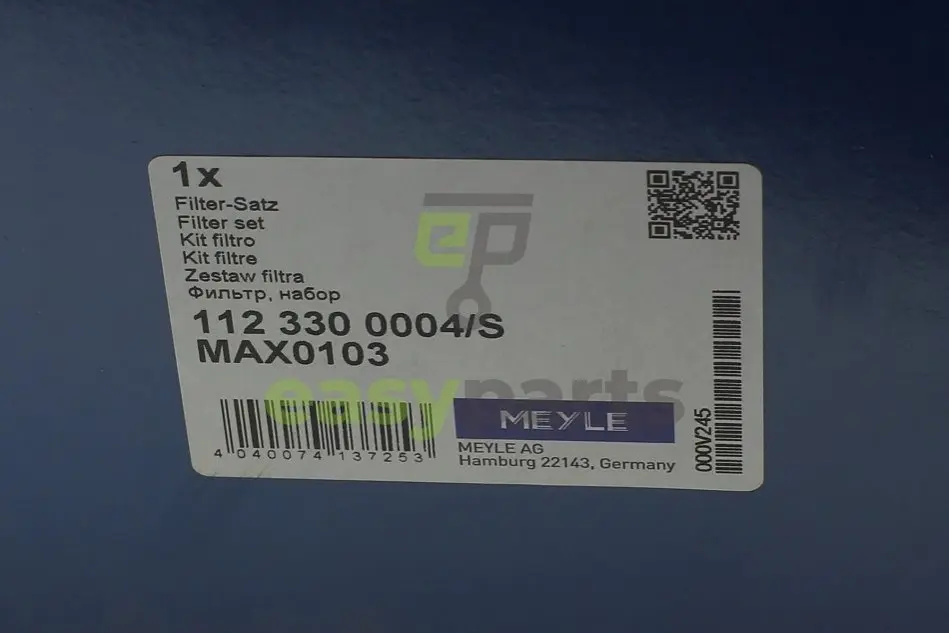 1x
Filter-Satz
Filter set
Kit filtro
Kit filtre
Zestaw filtra
Фильтр, набор
112 330 0004/S
MAX0103
ep
easyparts
4 040074 137253
MEYLE
MEYLE AG
Hamburg 22143, Germany
000V245